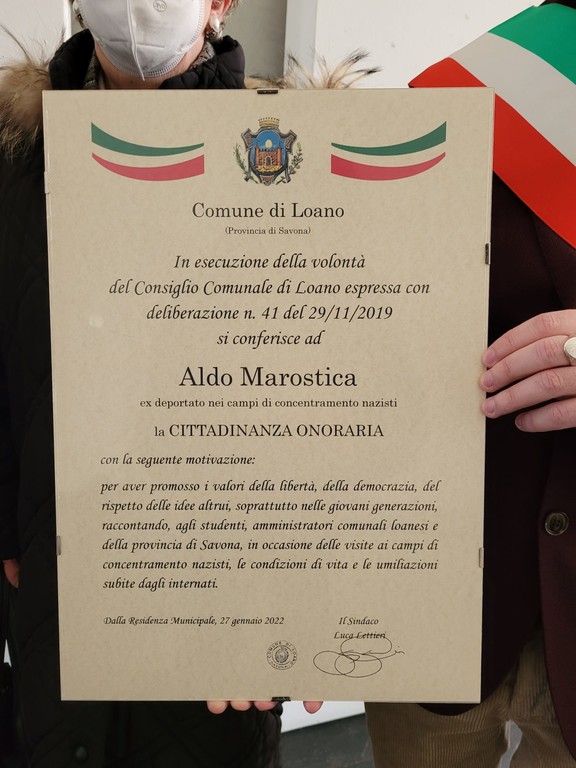 Comune di Loano
(Provincia di Savona)
In esecuzione della volontà
del Consiglio Comunale di Loano espressa con
deliberazione n. 41 del 29/11/2019
si conferisce ad
Aldo Marostica
ex deportato nei campi di concentramento nazisti
la CITTADINANZA ONORARIA
con la seguente motivazione:
per aver promosso i valori della libertà, della democrazia, del
rispetto delle idee altrui, soprattutto nelle giovani generazioni,
raccontando, agli studenti, amministratori comunali loanesi e
della provincia di Savona, in occasione delle visite ai campi di
concentramento nazisti, le condizioni di vita e le umiliazioni
subite dagli internati.
Dalla Residenza Municipale, 27 gennaio 2022
Il Sindaco
Luca Lettieri